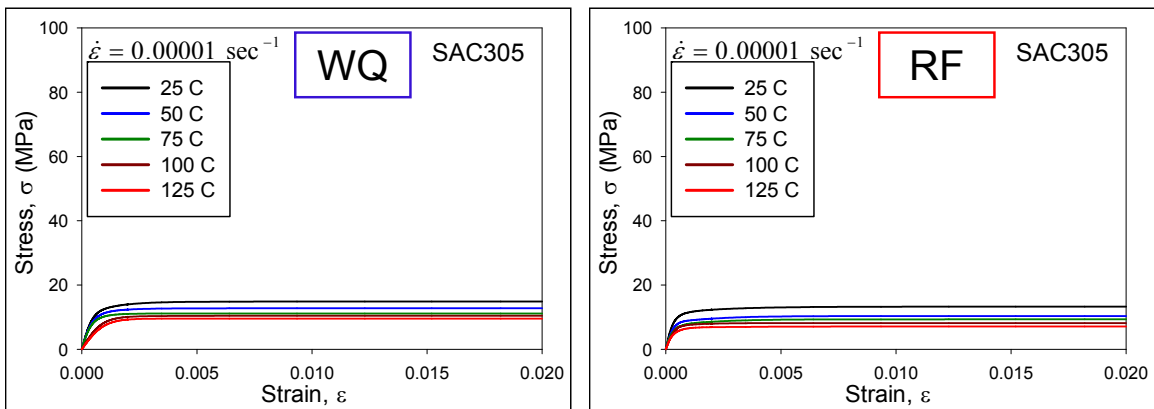 ε̇ = 0.00001 sec⁻¹
WQ
SAC305
25 C
50 C
75 C
100 C
125 C
Stress, σ (MPa)
100
80
60
40
20
0
0.000
0.005
0.010
0.015
0.020
Strain, ε
ε̇ = 0.00001 sec⁻¹
RF
SAC305
25 C
50 C
75 C
100 C
125 C
Stress, σ (MPa)
100
80
60
40
20
0
0.000
0.005
0.010
0.015
0.020
Strain, ε